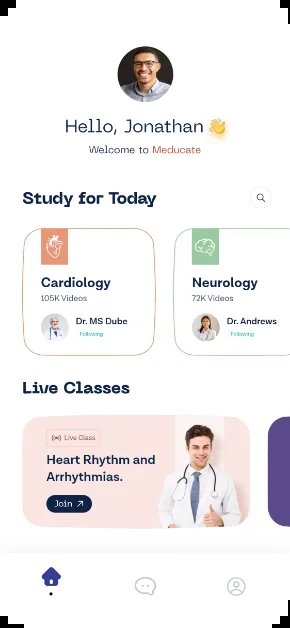 Hello, Jonathan 👋
Welcome to Meducate
Study for Today
Cardiology
105K Videos
Dr. MS Dube
Following
Neurology
72K Videos
Dr. Andrews
Following
Live Classes
Live Class
Heart Rhythm and
Arrhythmias.
Join